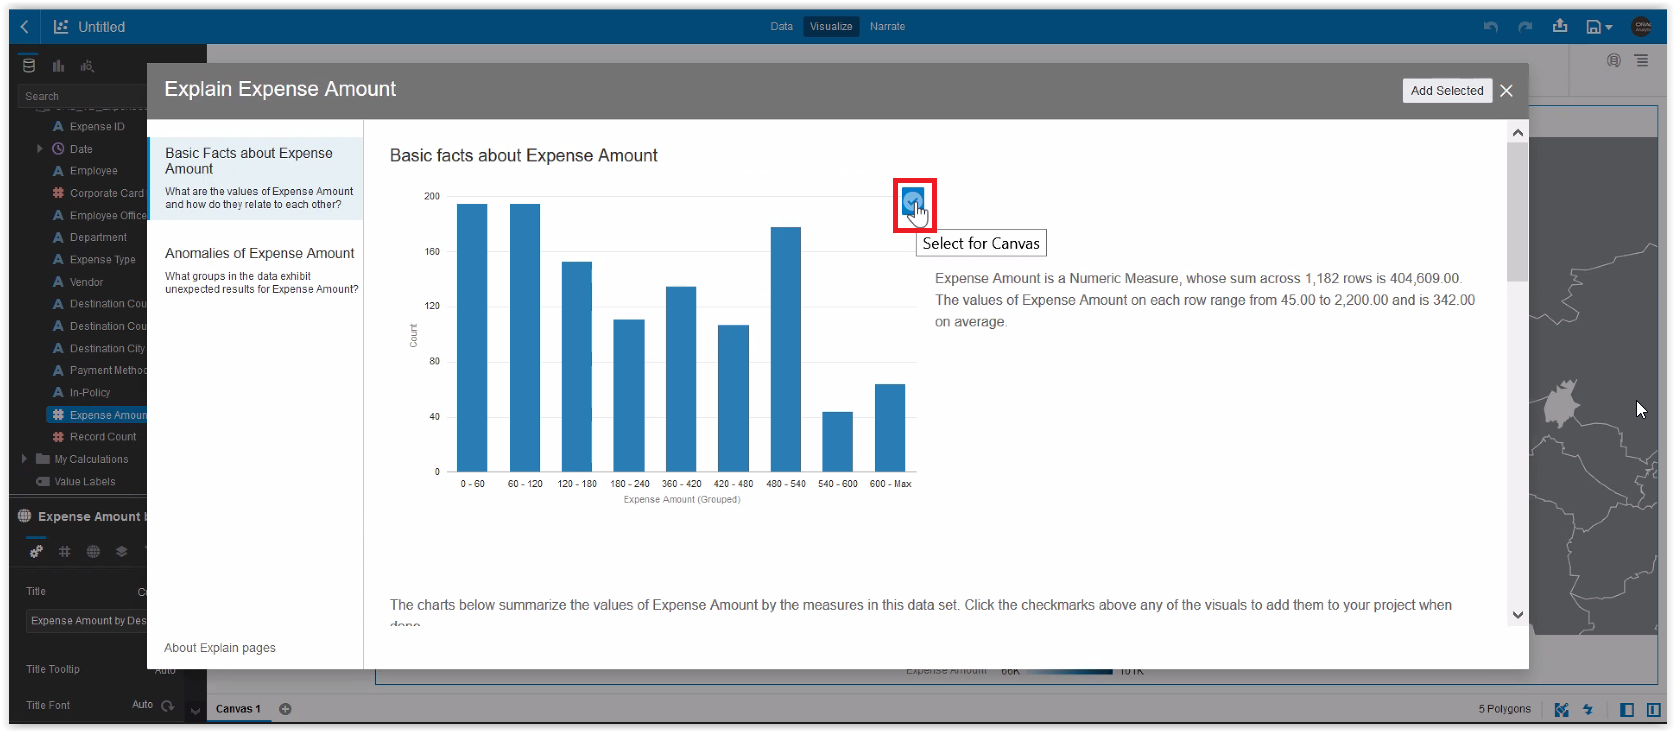 Untitled
Data
Visualize
Narrate
Search
Expense ID
Date
Employee
Corporate Card
Employee Office
Department
Expense Type
Vendor
Destination Cou
Destination Cou
Destination City
Payment Method
In-Policy
Expense Amoun
Record Count
My Calculations
Value Labels
Expense Amount b
Title
Expense Amount by Des
Title Tooltip
Auto
Title Font
Auto
Explain Expense Amount
Add Selected
Basic Facts about Expense
Amount
What are the values of Expense Amount
and how do they relate to each other?
Anomalies of Expense Amount
What groups in the data exhibit
unexpected results for Expense Amount?
About Explain pages
Basic facts about Expense Amount
200
160
120
80
40
0
Count
0 - 60
60 - 120
120 - 180
180 - 240
360 - 420
420 - 480
480 - 540
540 - 600
600 - Max
Expense Amount (Grouped)
Select for Canvas
Expense Amount is a Numeric Measure, whose sum across 1,182 rows is 404,609.00.
The values of Expense Amount on each row range from 45.00 to 2,200.00 and is 342.00
on average.
The charts below summarize the values of Expense Amount by the measures in this data set. Click the checkmarks above any of the visuals to add them to your project when
done.
Expense Amount
66K
101K
Canvas 1
5 Polygons